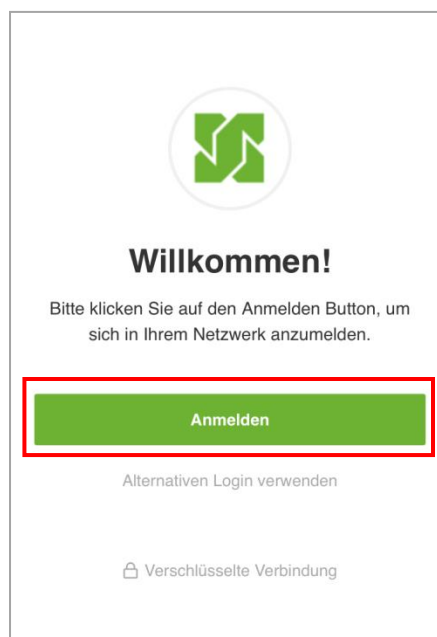 Willkommen!
Bitte klicken Sie auf den Anmelden Button, um
sich in Ihrem Netzwerk anzumelden.
Anmelden
Alternativen Login verwenden
Verschlüsselte Verbindung